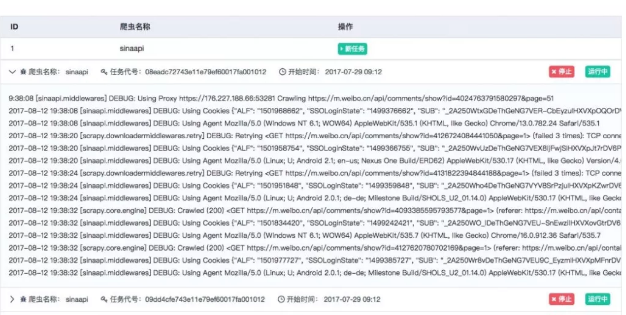 ID 爬虫名称 操作
1 sinaapi +新任务
爬虫名称: sinaapi 任务代号: 08eadc72743a11e79ef60017fa001012 开始时间: 2017-07-29 09:12 × 停止 运行中
9:38:08 [sinaapi.middlewares] DEBUG: Using Proxy https://176.227.188.66:53281 Crawling https://m.weibo.cn/api/comments/show?id=4024763791580297&page=51
2017-08-12 19:38:08 [sinaapi.middlewares] DEBUG: Using Cookies {"ALF": "1501968662", "SSOLoginState": "1499376662", "SUB": "_2A250WtxGDeThGeNG7VER-CbEyzuIHXVXpOQOrDV
2017-08-12 19:38:08 [sinaapi.middlewares] DEBUG: Using Agent Mozilla/5.0 (Windows NT 6.1; WOW64) AppleWebKit/535.1 (KHTML, like Gecko) Chrome/13.0.782.24 Safari/535.1
2017-08-12 19:38:20 [scrapy.downloadermiddlewares.retry] DEBUG: Retrying <GET https://m.weibo.cn/api/comments/show?id=4126724084441050&page=1> (failed 3 times): TCP conne
2017-08-12 19:38:20 [sinaapi.middlewares] DEBUG: Using Cookies {"ALF": "1501958754", "SSOLoginState": "1499366755", "SUB":
2017-08-12 19:38:20 [sinaapi.middlewares] DEBUG: Using Agent Mozilla/5.0 (Linux; U; Android 2.1; en-us; Nexus One Build/ERD62) AppleWebKit/530.17 (KHTML, like Gecko) Version/4.
2017-08-12 19:38:24 [scrapy.downloadermiddlewares.retry] DEBUG: Retrying <GET https://m.weibo.cn/api/comments/show?id=4131822394844188&page=1> (failed 3 times): TCP conne
2017-08-12 19:38:24 [sinaapi.middlewares] DEBUG: Using Cookies {"ALF": "1501951848", "SSOLoginState": "1499359848", "SUB":
2017-08-12 19:38:24 [sinaapi.middlewares] DEBUG: Using Agent Mozilla/5.0 (Linux; U; Android 2.0.1; de-de; Milestone Build/SHOLS_U2_01.14.0) AppleWebKit/530.17 (KHTML, like Gecko
2017-08-12 19:38:32 [scrapy.core.engine] DEBUG: Crawled (200) <GET https://m.weibo.cn/api/comments/show?id=4093385595793577&page=1> (referer: https://m.weibo.cn/api/conta
2017-08-12 19:38:32 [sinaapi.middlewares] DEBUG: Using Cookies {"ALF": "1501834420", "SSOLoginState": "1499242421", "SUB":
2017-08-12 19:38:32 [sinaapi.middlewares] DEBUG: Using Agent Mozilla/5.0 (Windows NT 6.1; WOW64) AppleWebKit/535.7 (KHTML, like Gecko) Chrome/16.0.912.36 Safari/535.7
2017-08-12 19:38:32 [scrapy.core.engine] DEBUG: Crawled (200) <GET https://m.weibo.cn/api/comments/show?id=4127620780702169&page=1> (referer: https://m.weibo.cn/api/contai
2017-08-12 19:38:32 [sinaapi.middlewares] DEBUG: Using Cookies {"ALF": "1501977727", "SSOLoginState": "1499385727", "SUB":
2017-08-12 19:38:32 [sinaapi.middlewares] DEBUG: Using Agent Mozilla/5.0 (Linux; U; Android 2.0.1; de-de; Milestone Build/SHOLS_U2_01.14.0) AppleWebKit/530.17 (KHTML, like Gecko
爬虫名称: sinaapi 任务代号: 09dd4cfe743e11e79ef60017fa001012 开始时间: 2017-07-29 09:12 × 停止 运行中